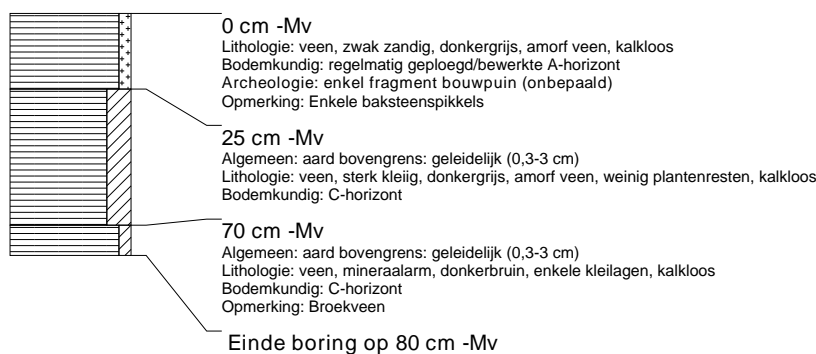 0 cm -Mv
Lithologie: veen, zwak zandig, donkergrijs, amorf veen, kalkloos
Bodemkundig: regelmatig geploegd/bewerkte A-horizont
Archeologie: enkel fragment bouwpuin (onbepaald)
Opmerking: Enkele baksteenspikkels
25 cm -Mv
Algemeen: aard bovengrens: geleidelijk (0,3-3 cm)
Lithologie: veen, sterk kleiig, donkergrijs, amorf veen, weinig plantenresten, kalkloos
Bodemkundig: C-horizont
70 cm -Mv
Algemeen: aard bovengrens: geleidelijk (0,3-3 cm)
Lithologie: veen, mineraalarm, donkerbruin, enkele kleilagen, kalkloos
Bodemkundig: C-horizont
Opmerking: Broekveen
Einde boring op 80 cm -Mv